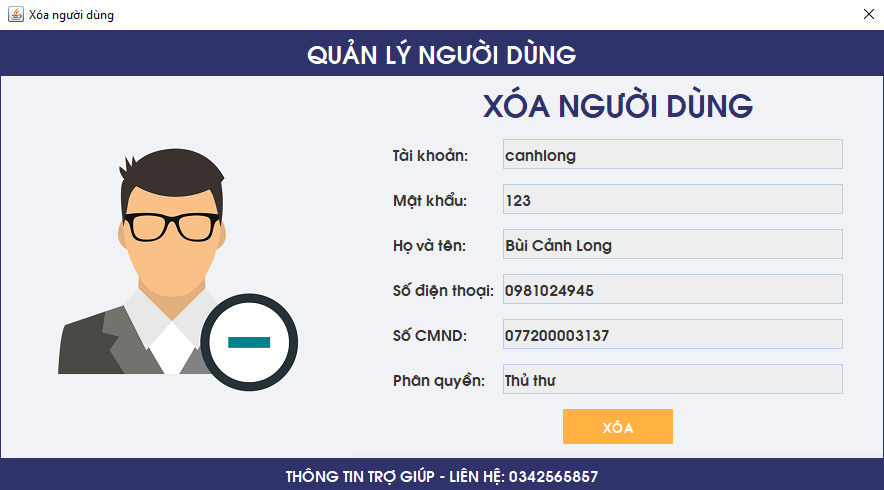 Xóa người dùng
QUẢN LÝ NGƯỜI DÙNG
XÓA NGƯỜI DÙNG
Tài khoản: canhlong
Mật khẩu: 123
Họ và tên: Bùi Cảnh Long
Số điện thoại: 0981024945
Số CMND: 077200003137
Phân quyền: Thủ thư
XÓA
THÔNG TIN TRỢ GIÚP - LIÊN HỆ: 0342565857